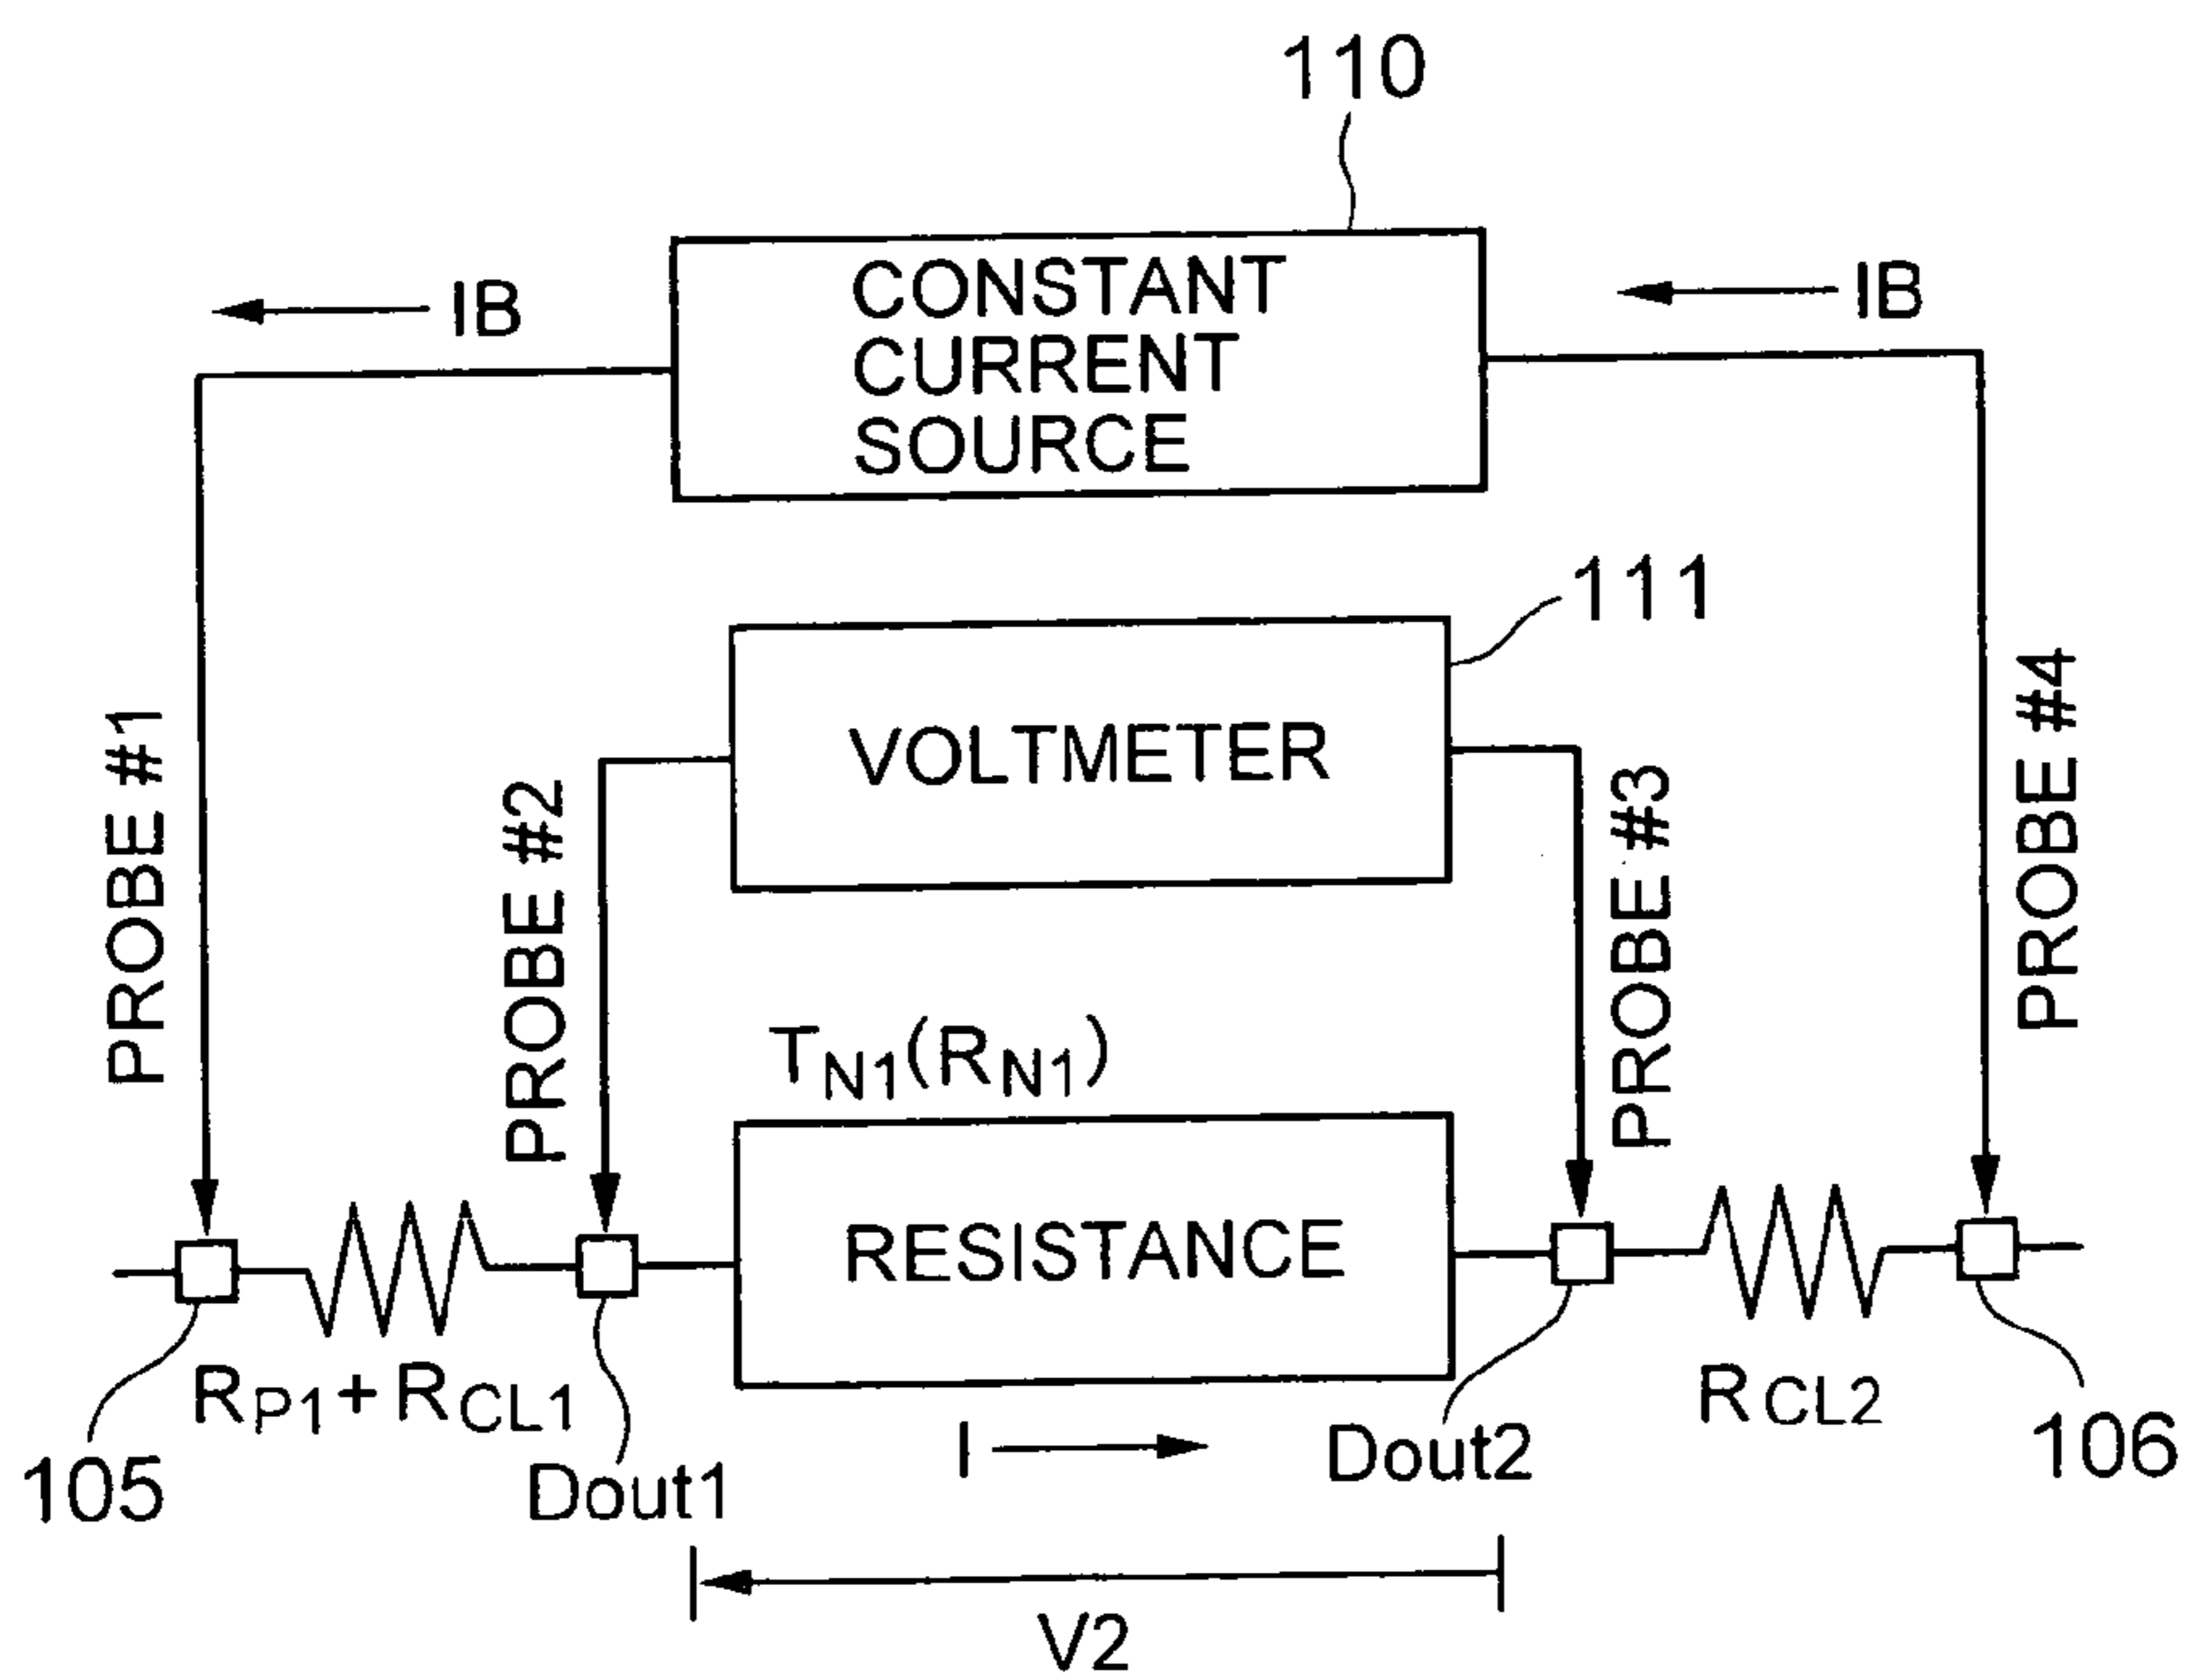 110
IB
IB
CONSTANT
CURRENT
SOURCE
111
PROBE #1
PROBE #2
VOLTMETER
PROBE #3
PROBE #4
TN1(RN1)
RESISTANCE
RP1+RCL1
RCL2
105
Dout1
I
Dout2
106
V2